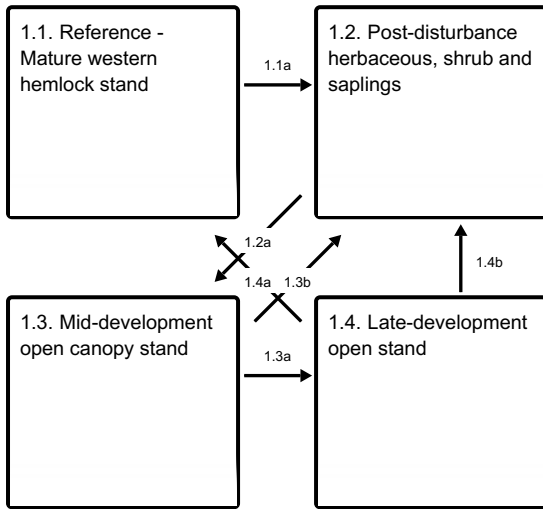 1.1. Reference -
Mature western
hemlock stand
1.1a
1.2. Post-disturbance
herbaceous, shrub and
saplings
1.2a
1.4a
1.3b
1.4b
1.3. Mid-development
open canopy stand
1.3a
1.4. Late-development
open stand